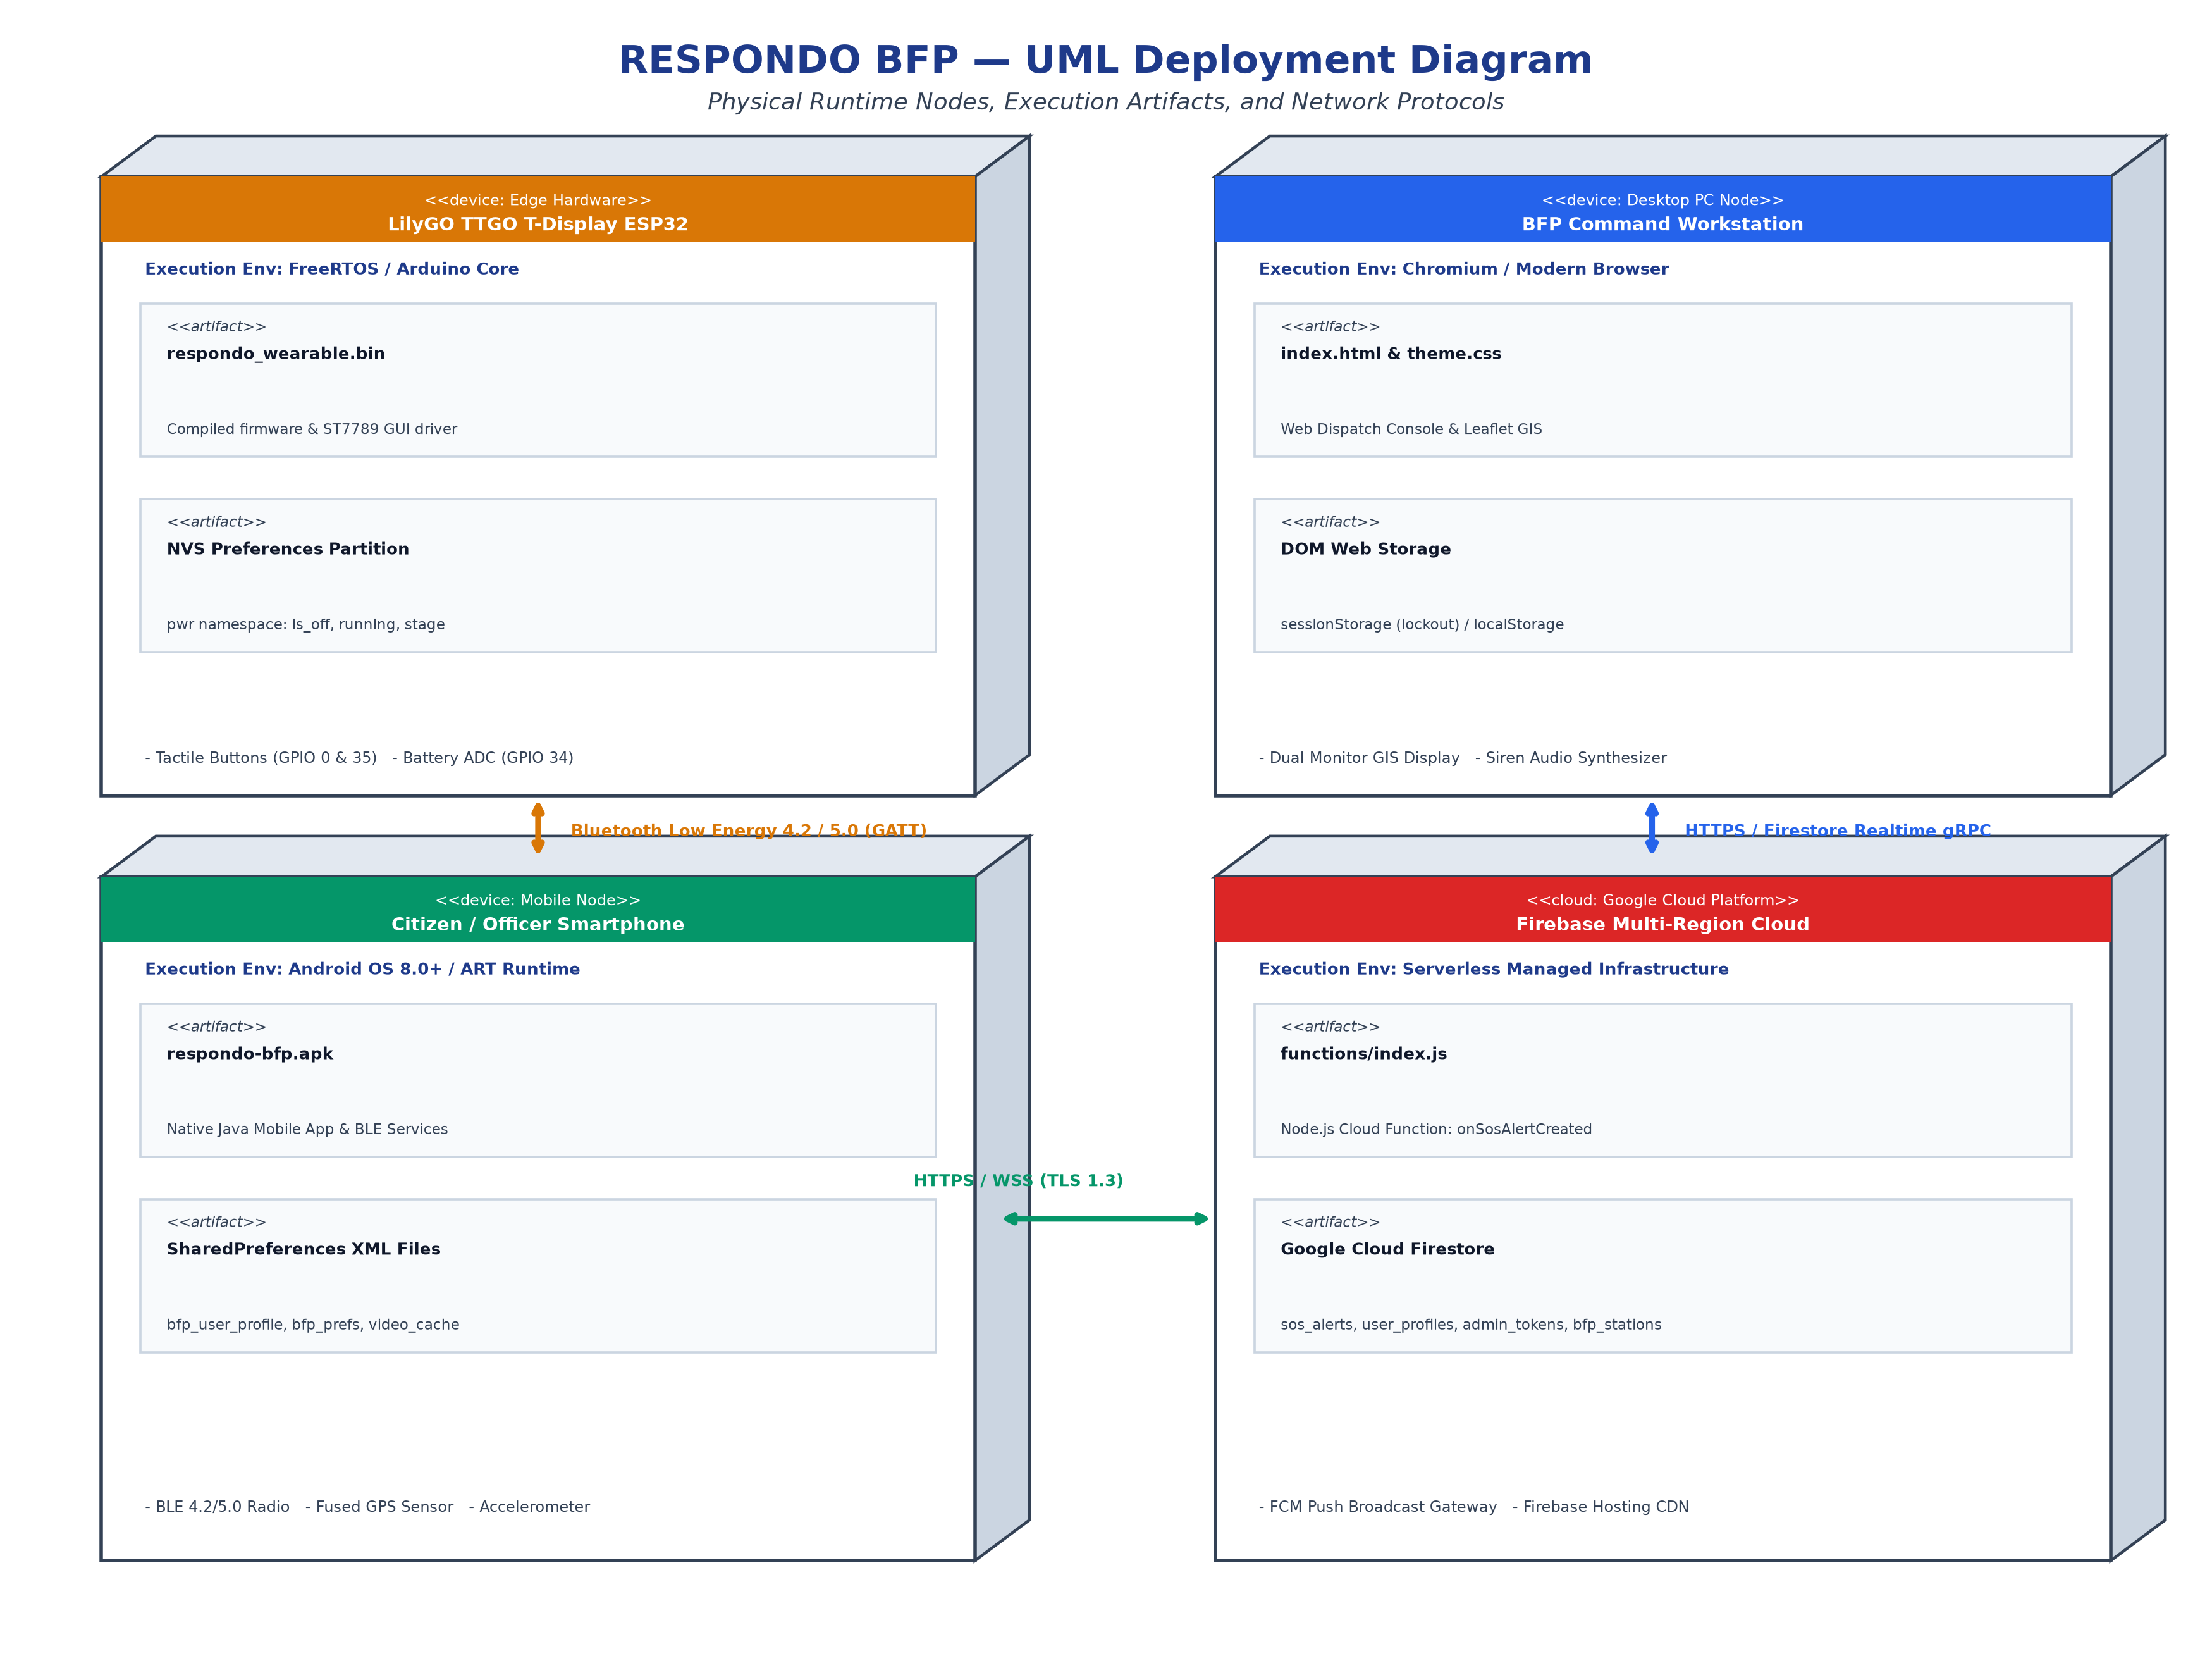 RESPONDO BFP — UML Deployment Diagram
Physical Runtime Nodes, Execution Artifacts, and Network Protocols
<<device: Edge Hardware>>
LilyGO TTGO T-Display ESP32
Execution Env: FreeRTOS / Arduino Core
<<artifact>>
respondo_wearable.bin
Compiled firmware & ST7789 GUI driver
<<artifact>>
NVS Preferences Partition
pwr namespace: is_off, running, stage
- Tactile Buttons (GPIO 0 & 35)   - Battery ADC (GPIO 34)
<<device: Desktop PC Node>>
BFP Command Workstation
Execution Env: Chromium / Modern Browser
<<artifact>>
index.html & theme.css
Web Dispatch Console & Leaflet GIS
<<artifact>>
DOM Web Storage
sessionStorage (lockout) / localStorage
- Dual Monitor GIS Display   - Siren Audio Synthesizer
Bluetooth Low Energy 4.2 / 5.0 (GATT)
HTTPS / Firestore Realtime gRPC
<<device: Mobile Node>>
Citizen / Officer Smartphone
Execution Env: Android OS 8.0+ / ART Runtime
<<artifact>>
respondo-bfp.apk
Native Java Mobile App & BLE Services
<<artifact>>
SharedPreferences XML Files
bfp_user_profile, bfp_prefs, video_cache
- BLE 4.2/5.0 Radio   - Fused GPS Sensor   - Accelerometer
HTTPS / WSS (TLS 1.3)
<<cloud: Google Cloud Platform>>
Firebase Multi-Region Cloud
Execution Env: Serverless Managed Infrastructure
<<artifact>>
functions/index.js
Node.js Cloud Function: onSosAlertCreated
<<artifact>>
Google Cloud Firestore
sos_alerts, user_profiles, admin_tokens, bfp_stations
- FCM Push Broadcast Gateway   - Firebase Hosting CDN